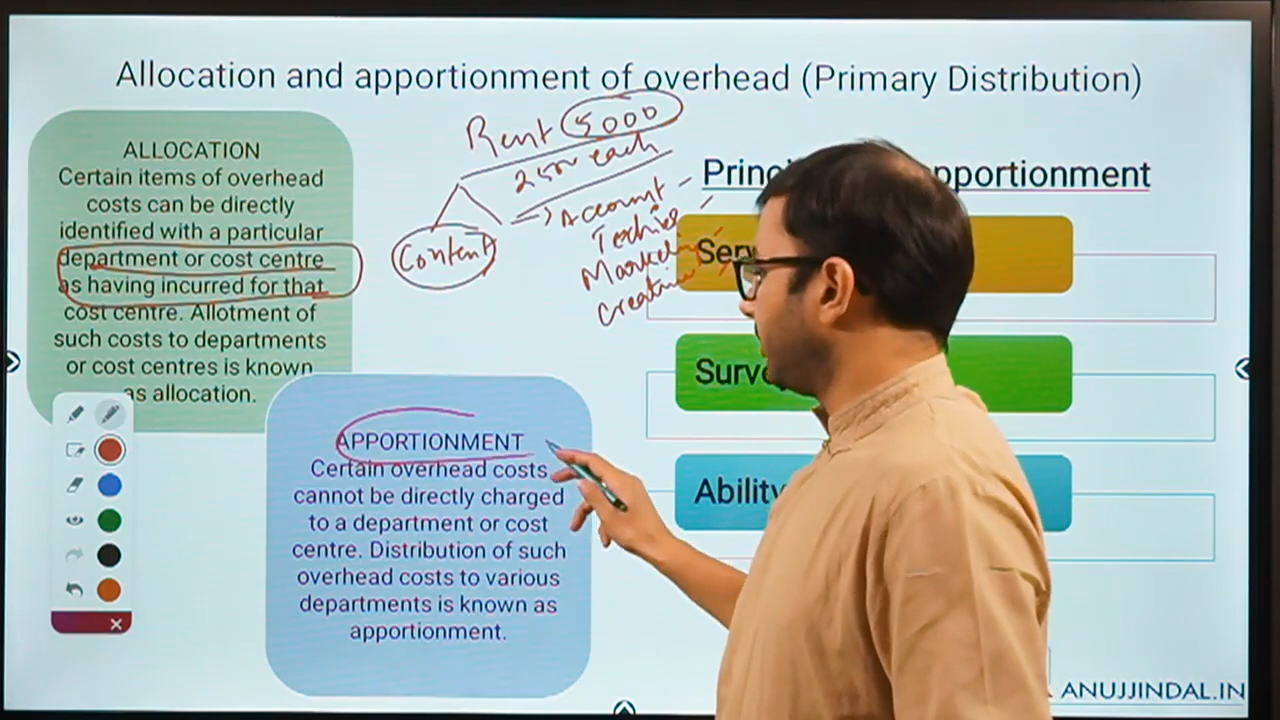 Allocation and apportionment of overhead (Primary Distribution)
ALLOCATION
Certain items of overhead
costs can be directly
identified with a particular
department or cost centre
as having incurred for that
cost centre. Allotment of
such costs to departments
or cost centres is known
as allocation.
Rent 5000
250 each
Content
Account
Techies
Market
Creative
APPORTIONMENT
Certain overhead costs
cannot be directly charged
to a department or cost
centre. Distribution of such
overhead costs to various
departments is known as
apportionment.
Princ pportionment
Serv
Surve
Ability
ANUJJINDAL.IN